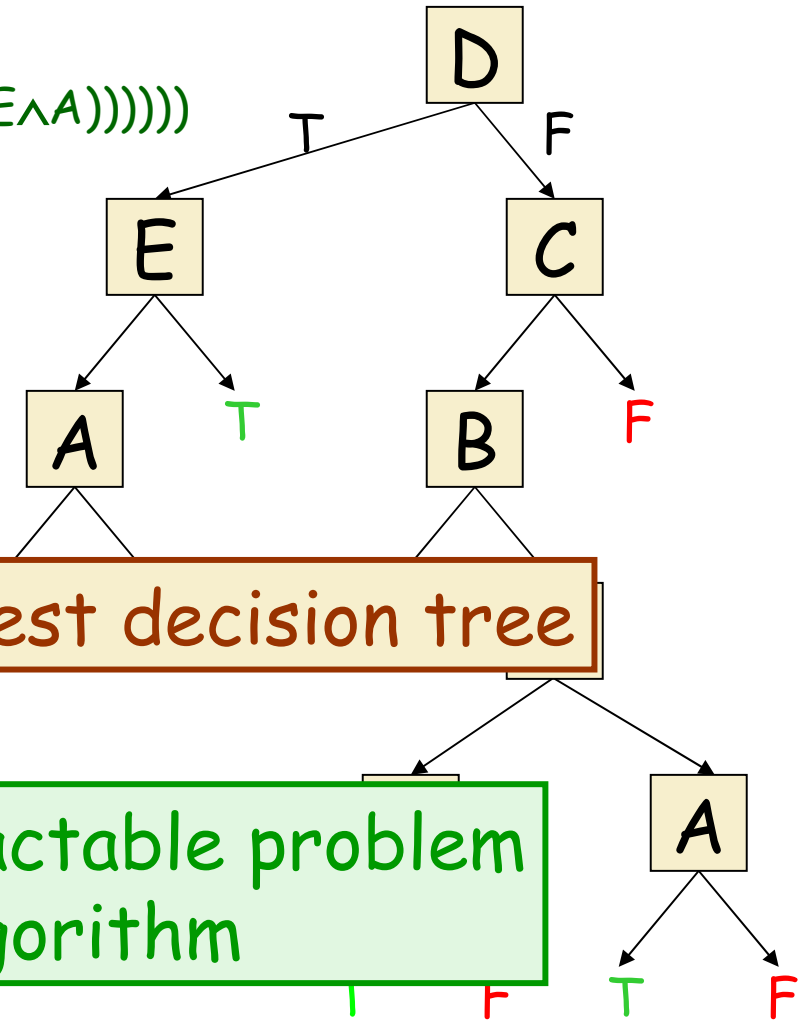 D
E∧A))))))
T F
E C
T F
A B
est decision tree
actable problem
A
gorithm
T F T F